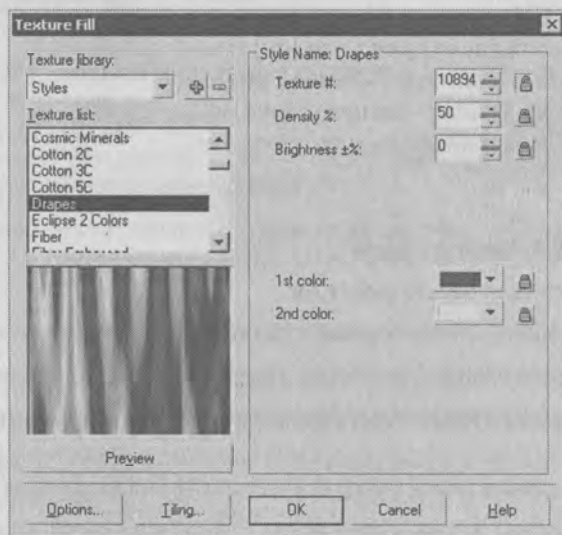 Texture Fill
Texture library:
Styles
Texture list:
Cosmic Minerals
Cotton 2C
Cotton 3C
Cotton 5C
Drapes
Eclipse 2 Colors
Fiber
Preview
Style Name: Drapes
Texture #: 10894
Density %: 50
Brightness ±%: 0
1st color:
2nd color:
Options... Tiling... OK Cancel Help